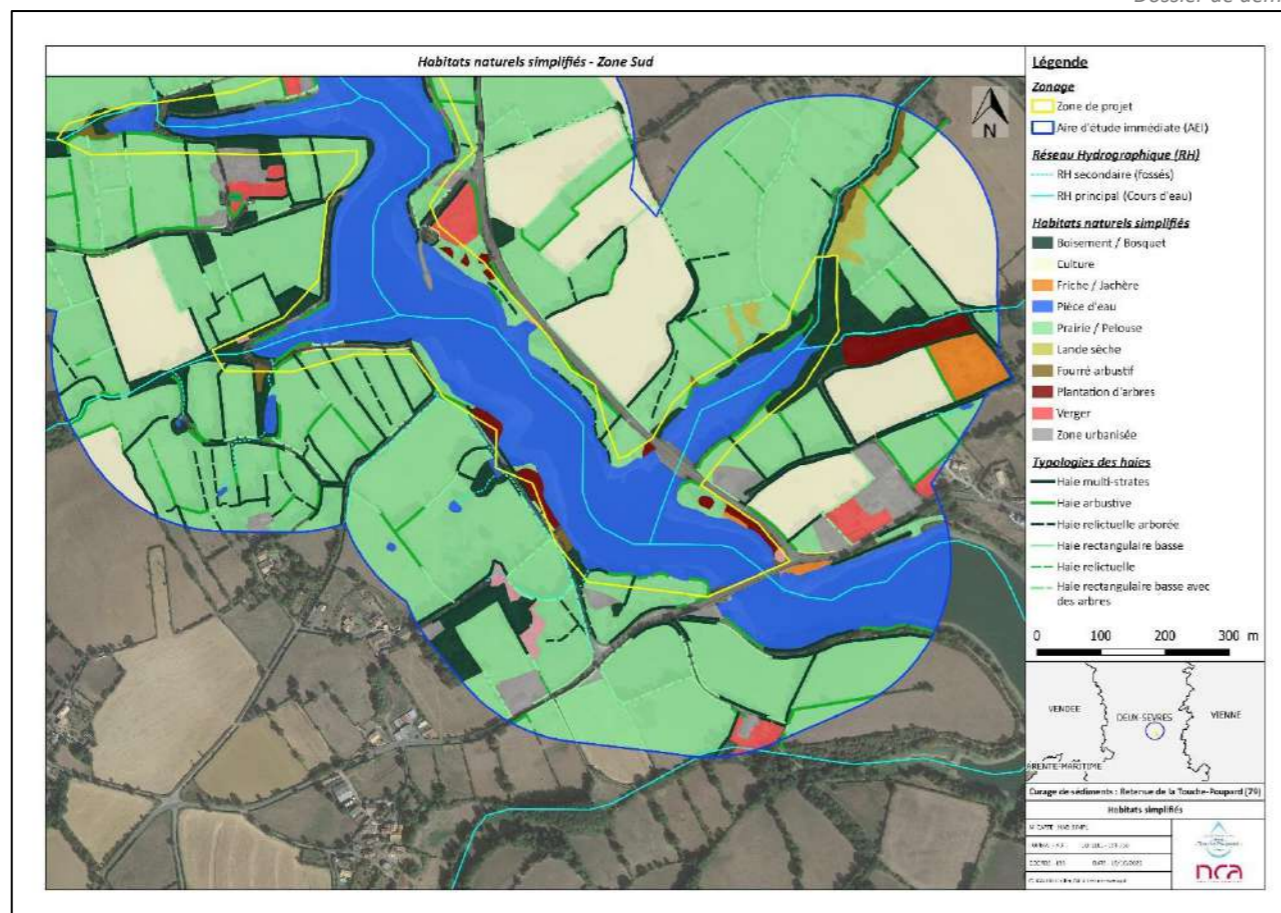 Dossier de dem
Habitats naturels simplifiés - Zone Sud
N
Légende
Zonage
Zone de projet
Aire d'étude immédiate (AEI)
Réseau Hydrographique (RH)
RH secondaire (fossés)
RH principal (Cours d'eau)
Habitats naturels simplifiés
Boisement / Bosquet
Culture
Friche / Jachère
Pièce d'eau
Prairie / Pelouse
Lande sèche
Fourré arbustif
Plantation d'arbres
Verger
Zone urbanisée
Typologies des haies
Haie multi-strates
Haie arbustive
Haie relictuelle arborée
Haie rectangulaire basse
Haie relictuelle
Haie rectangulaire basse avec
des arbres
0 100 200 300 m
VENDEE
DEUX-SEVRES
VIENNE
RENTE-MARITIME
Curage de sédiments : Retenue de la Touche-Poupard (79)
Habitats simplifiés
nca